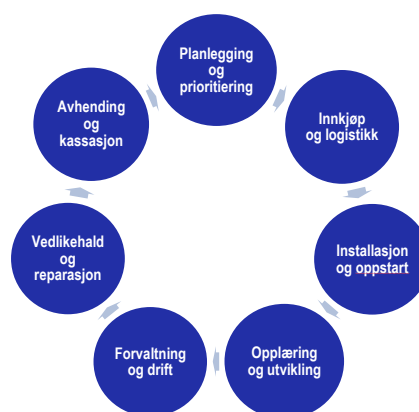 Planlegging
og
prioritiering
Innkjøp
og logistikk
Installasjon
og oppstart
Opplæring
og utvikling
Forvaltning
og drift
Vedlikehald
og
reparasjon
Avhending
og
kassasjon